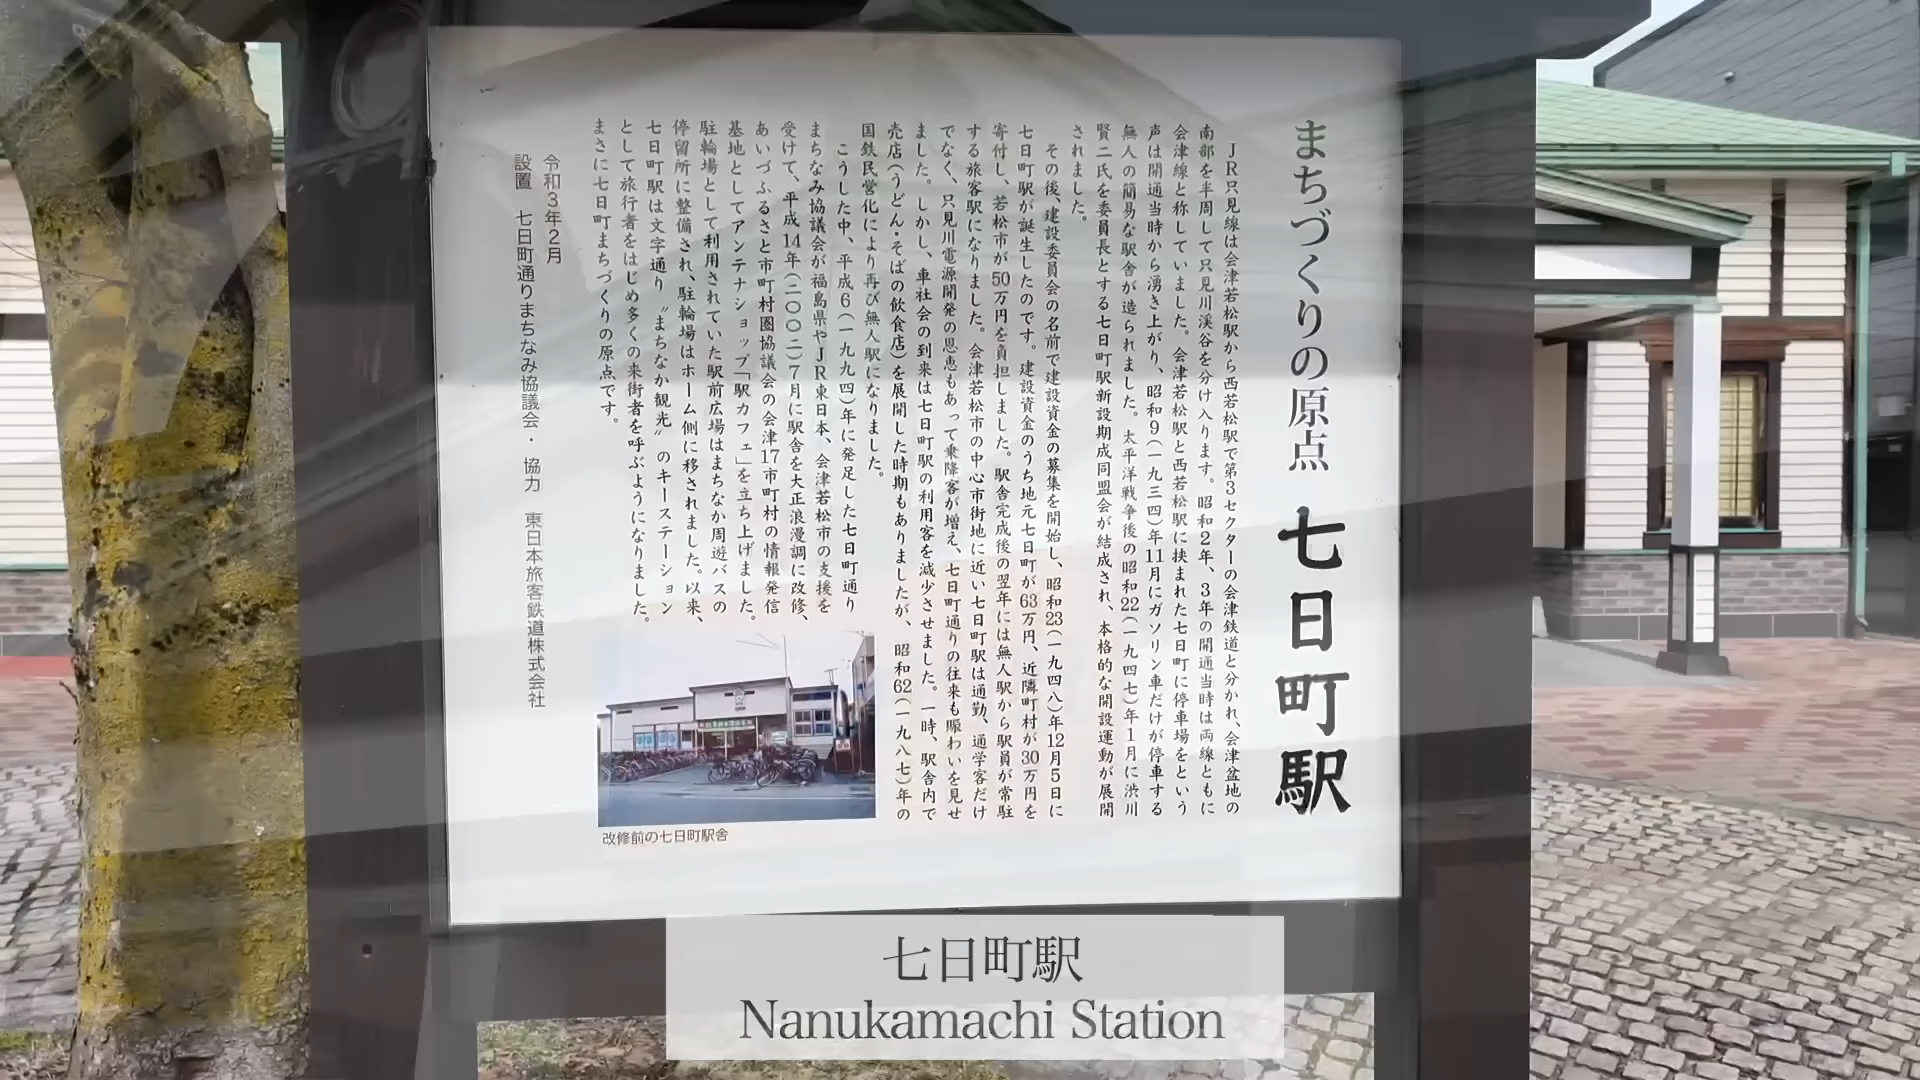 まちづくりの原点 七日町駅
JR只見線は会津若松駅から西若松駅で第3セクターの会津鉄道と分かれ、会津盆地の
南部を半周して只見川渓谷を分け入ります。昭和2年、3年の開通当時は両線ともに
会津線と称していました。会津若松駅と西若松駅に挟まれた七日町に停車場をという
声は開通当時から湧き上がり、昭和9(一九三四)年11月にガソリン車だけが停車する
無人の簡易な駅舎が造られました。太平洋戦争後の昭和22(一九四七)年1月に渋川
賢二氏を委員長とする七日町駅新設期成同盟会が結成され、本格的な開設運動が展開
されました。
その後、建設委員会の名前で建設資金の募集を開始し、昭和23(一九四八)年12月5日に
七日町駅が誕生したのです。建設資金のうち地元七日町が63万円、近隣町村が30万円を
寄付し、若松市が50万円を負担しました。駅舎完成後の翌年には無人駅から駅員が常駐
する旅客駅になりました。会津若松市の中心市街地に近い七日町駅は通勤、通学客だけ
でなく、只見川電源開発の恩恵もあって乗降客が増え、七日町通りの往来も賑わいを見せ
ました。しかし、車社会の到来は七日町駅の利用客を減少させました。一時、駅舎内で
売店(うどん・そばの飲食店)を展開した時期もありましたが、昭和62(一九八七)年の
国鉄民営化により再び無人駅になりました。
こうした中、平成6(一九九四)年に発足した七日町通り
まちなみ協議会が福島県やJR東日本、会津若松市の支援を
受けて、平成14年(二〇〇二)7月に駅舎を大正浪漫調に改修、
あいづふるさと市町村圏協議会の会津17市町村の情報発信
基地としてアンテナショップ「駅カフェ」を立ち上げました。
駐輪場として利用されていた駅前広場はまちなか周遊バスの
停留所に整備され、駐輪場はホーム側に移されました。以来、
七日町駅は文字通り〝まちなか観光〟のキーステーション
として旅行者をはじめ多くの来街者を呼ぶようになりました。
まさに七日町まちづくりの原点です。
令和3年2月
設置 七日町通りまちなみ協議会・ 協力 東日本旅客鉄道株式会社
改修前の七日町駅舎
七日町駅
Nanukamachi Station